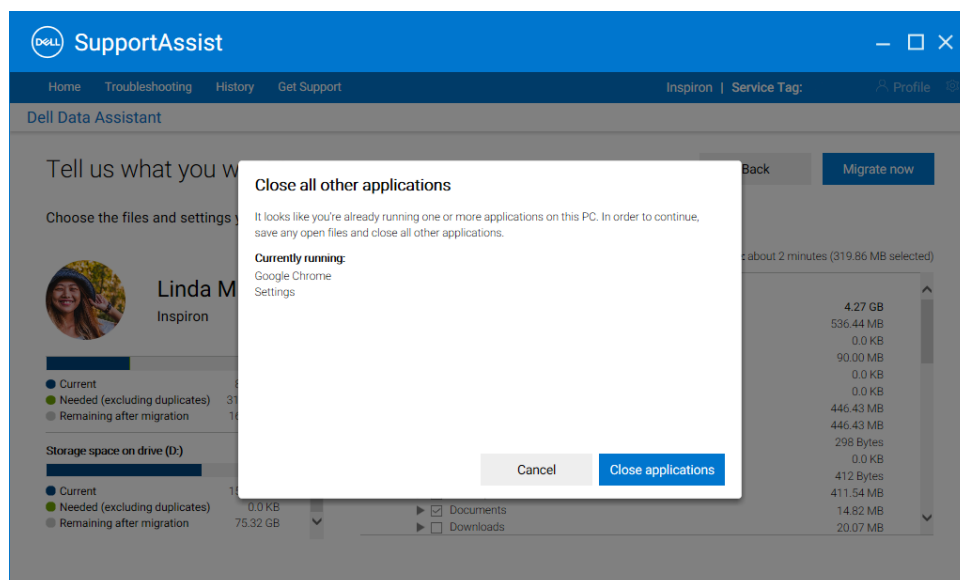 DELL SupportAssist
Home Troubleshooting History Get Support Inspiron | Service Tag: Profile
Dell Data Assistant
Tell us what you w
Back
Migrate now
Choose the files and settings
about 2 minutes (319.86 MB selected)
Close all other applications
It looks like you're already running one or more applications on this PC. In order to continue,
save any open files and close all other applications.
Currently running:
Google Chrome
Settings
Cancel
Close applications
Linda M
Inspiron
Current
Needed (excluding duplicates)
Remaining after migration
Storage space on drive (D:)
Current
Needed (excluding duplicates) 0.0 KB
Remaining after migration 75.32 GB
4.27 GB
536.44 MB
0.0 KB
90.00 MB
0.0 KB
0.0 KB
446.43 MB
446.43 MB
298 Bytes
0.0 KB
412 Bytes
411.54 MB
Documents 14.82 MB
Downloads 20.07 MB